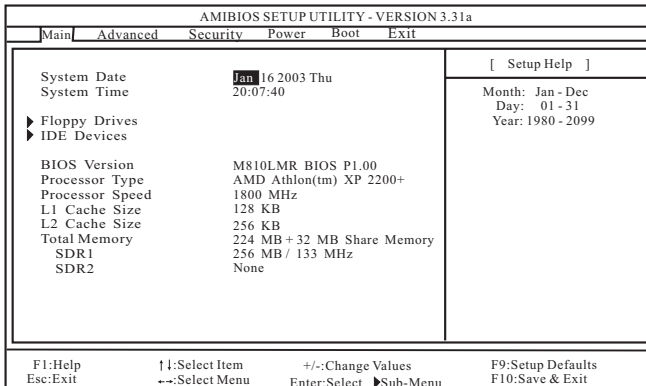 AMIBIOS SETUP UTILITY - VERSION 3.31a
Main Advanced Security Power Boot Exit
[ Setup Help ]
System Date Jan 16 2003 Thu
System Time 20:07:40
Month: Jan - Dec
Day: 01 - 31
Year: 1980 - 2099
Floppy Drives
IDE Devices
BIOS Version M810LMR BIOS P1.00
Processor Type AMD Athlon(tm) XP 2200+
Processor Speed 1800 MHz
L1 Cache Size 128 KB
L2 Cache Size 256 KB
Total Memory 224 MB + 32 MB Share Memory
SDR1 256 MB / 133 MHz
SDR2 None
F1:Help ↑↓:Select Item +/-:Change Values F9:Setup Defaults
Esc:Exit ←→:Select Menu Enter:Select ▶Sub-Menu F10:Save & Exit